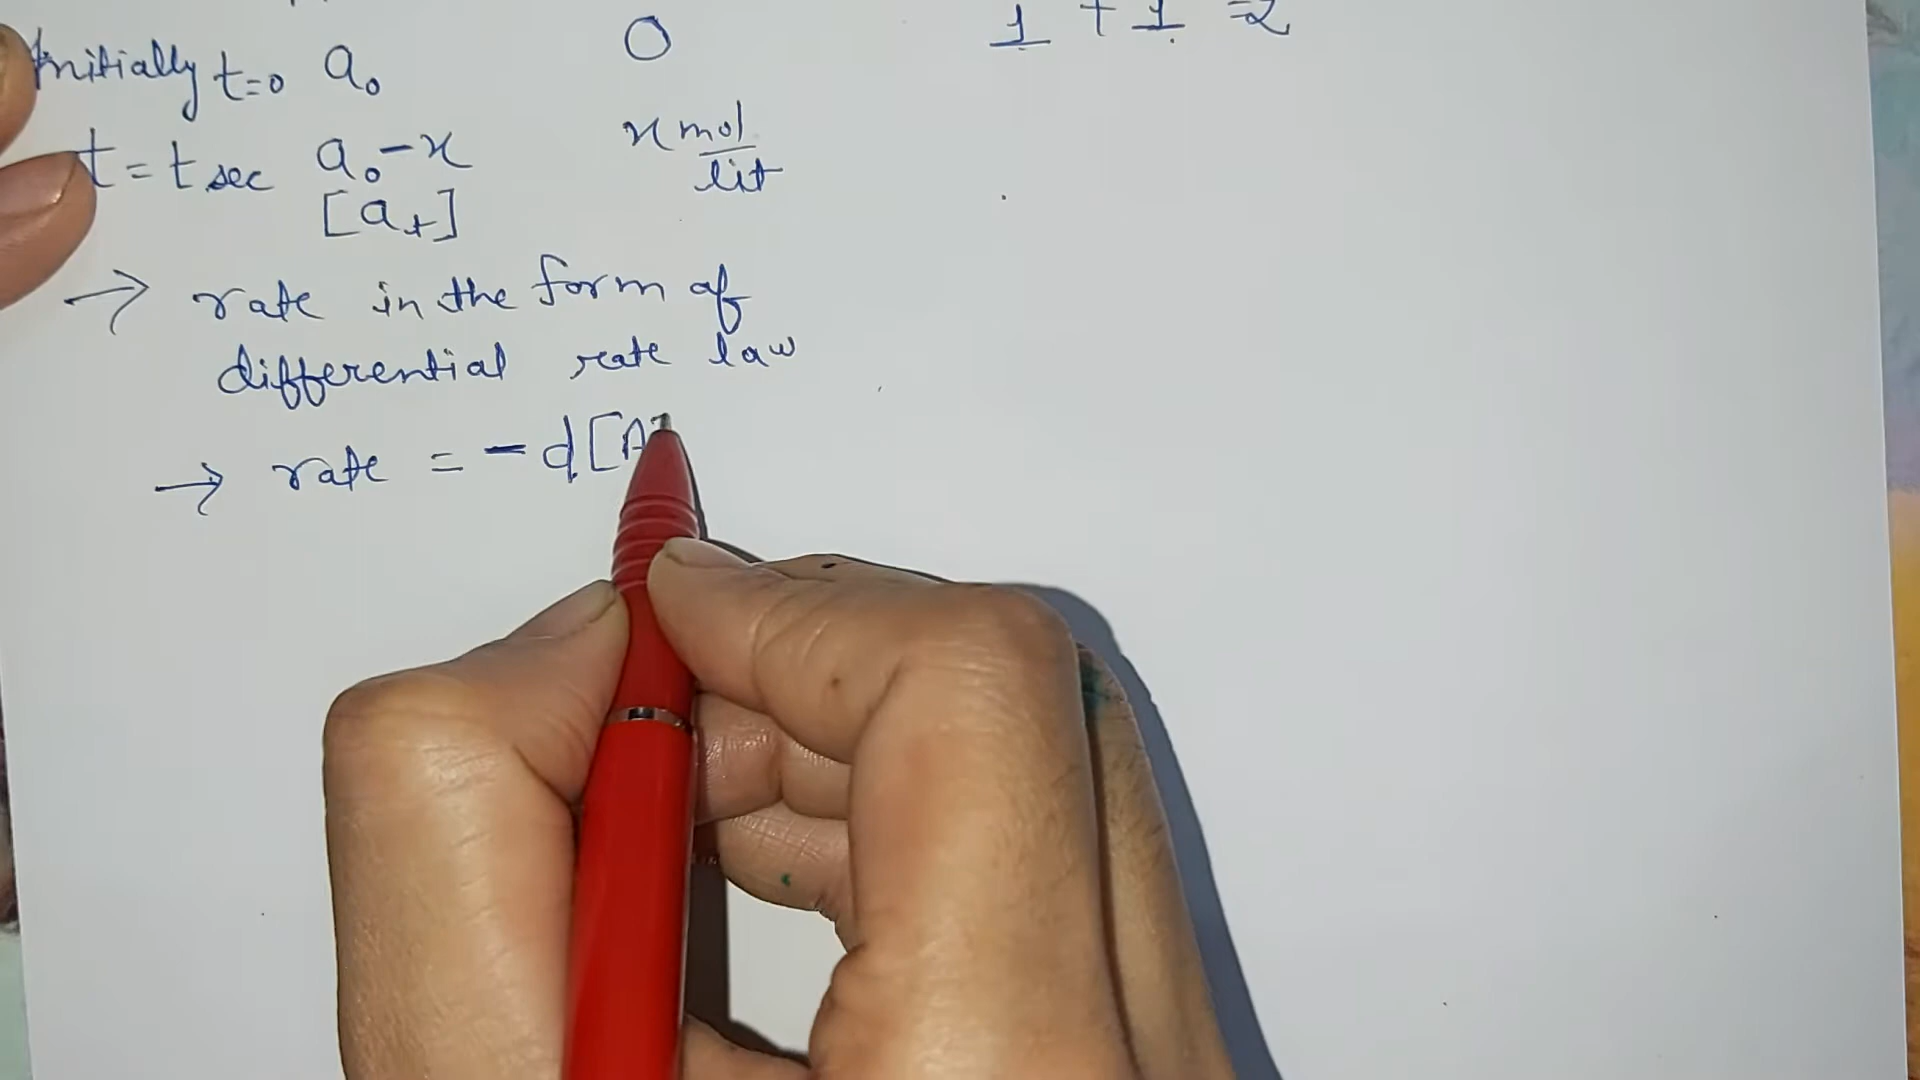 1 + 1 = 2
Initially t=0 a₀ 0
t = t sec a₀-x x mol/lit
[aₜ]
→ rate in the form of
differential rate law
→ rate = -d[A]